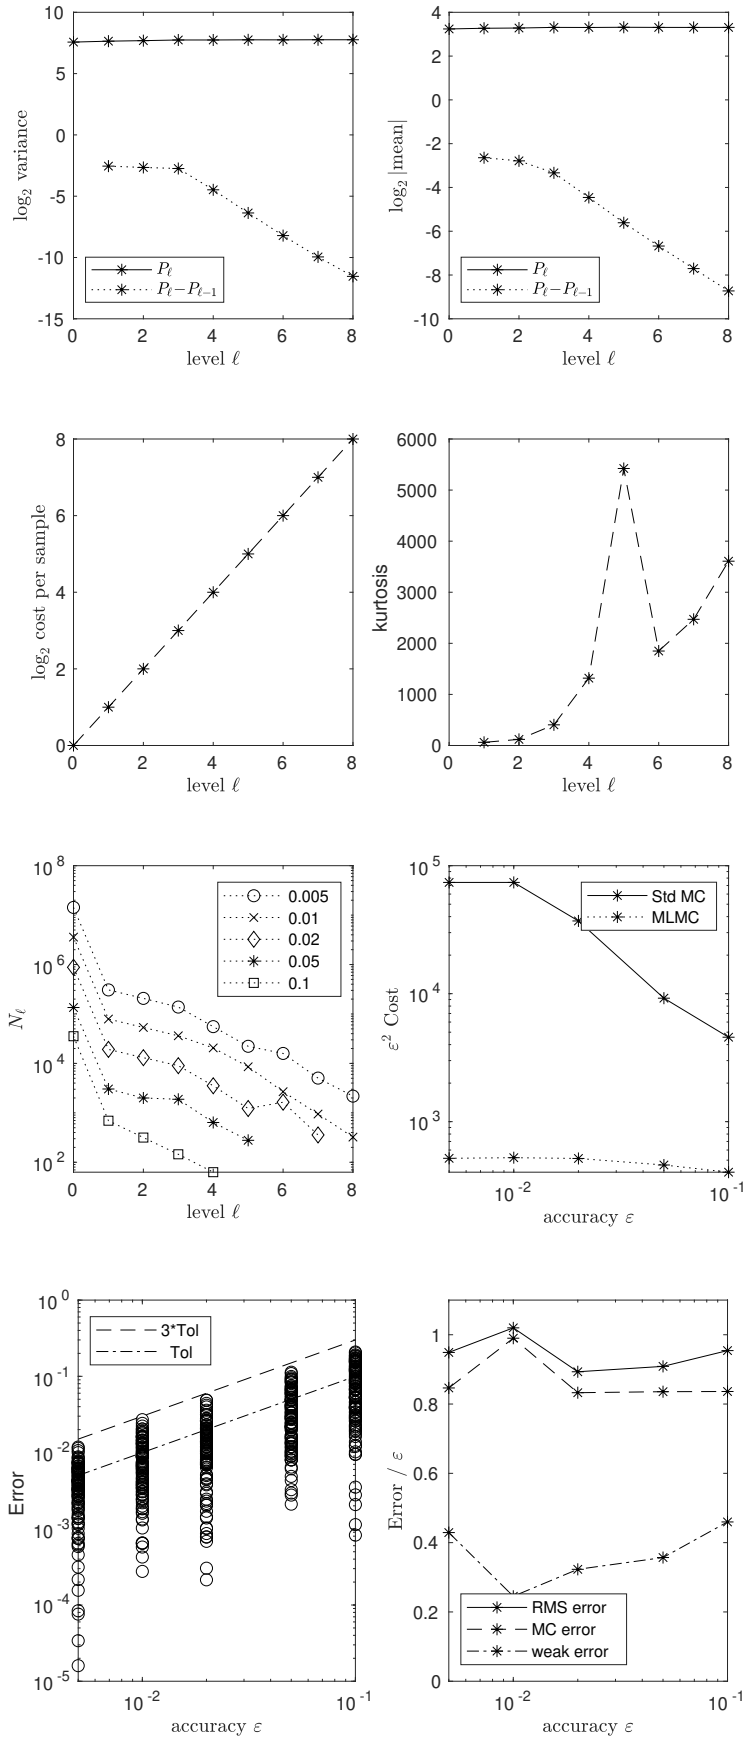 10
5
0
-5
-10
-15
0 2 4 6 8
log₂ variance
level ℓ
P_ℓ
P_ℓ−P_ℓ−1
4
2
0
-2
-4
-6
-8
-10
0 2 4 6 8
log₂ |mean|
level ℓ
P_ℓ
P_ℓ−P_ℓ−1
8
6
4
2
0
0 2 4 6 8
log₂ cost per sample
level ℓ
6000
5000
4000
3000
2000
1000
0
0 2 4 6 8
kurtosis
level ℓ
10^8
10^6
10^4
10^2
0 2 4 6 8
N_ℓ
level ℓ
0.005
0.01
0.02
0.05
0.1
10^5
10^4
10^3
10^-2 10^-1
ε² Cost
accuracy ε
Std MC
MLMC
10^0
10^-1
10^-2
10^-3
10^-4
10^-5
10^-2 10^-1
Error
accuracy ε
3*Tol
Tol
1
0.8
0.6
0.4
0.2
0
10^-2 10^-1
Error / ε
accuracy ε
RMS error
MC error
weak error